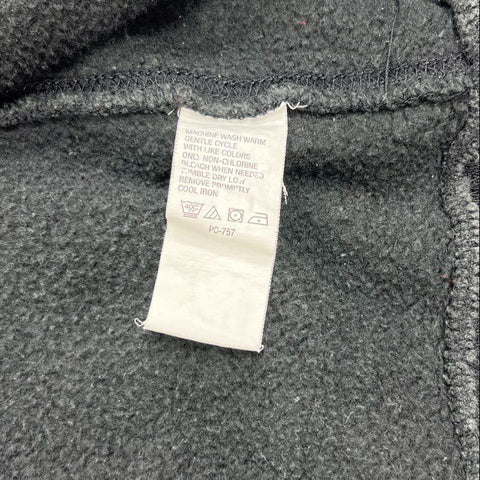 MACHINE WASH WARM
GENTLE CYCLE
WITH LIKE COLORS
ONLY NON-CHLORINE
BLEACH WHEN NEEDED
TUMBLE DRY LOW
REMOVE PROMPTLY
COOL IRON
40C
PC-757